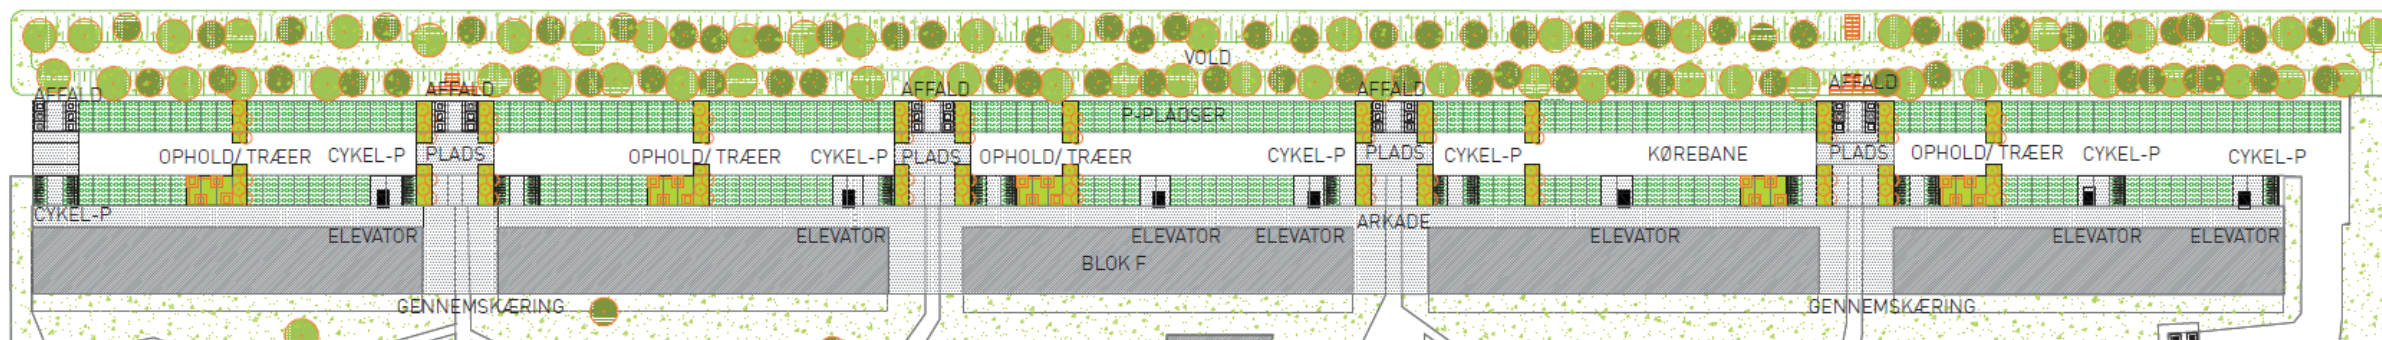 VOLD
AFFALD
AFFALD
AFFALD
AFFALD
AFFALD
P-PLADSER
OPHOLD/ TRÆER
CYKEL-P
PLADS
OPHOLD/ TRÆER
CYKEL-P
PLADS
OPHOLD/ TRÆER
CYKEL-P
PLADS
CYKEL-P
KØREBANE
PLADS
OPHOLD/ TRÆER
CYKEL-P
CYKEL-P
CYKEL-P
ARKADE
ELEVATOR
ELEVATOR
ELEVATOR
ELEVATOR
ELEVATOR
ELEVATOR
ELEVATOR
BLOK F
GENNEMSKÆRING
GENNEMSKÆRING